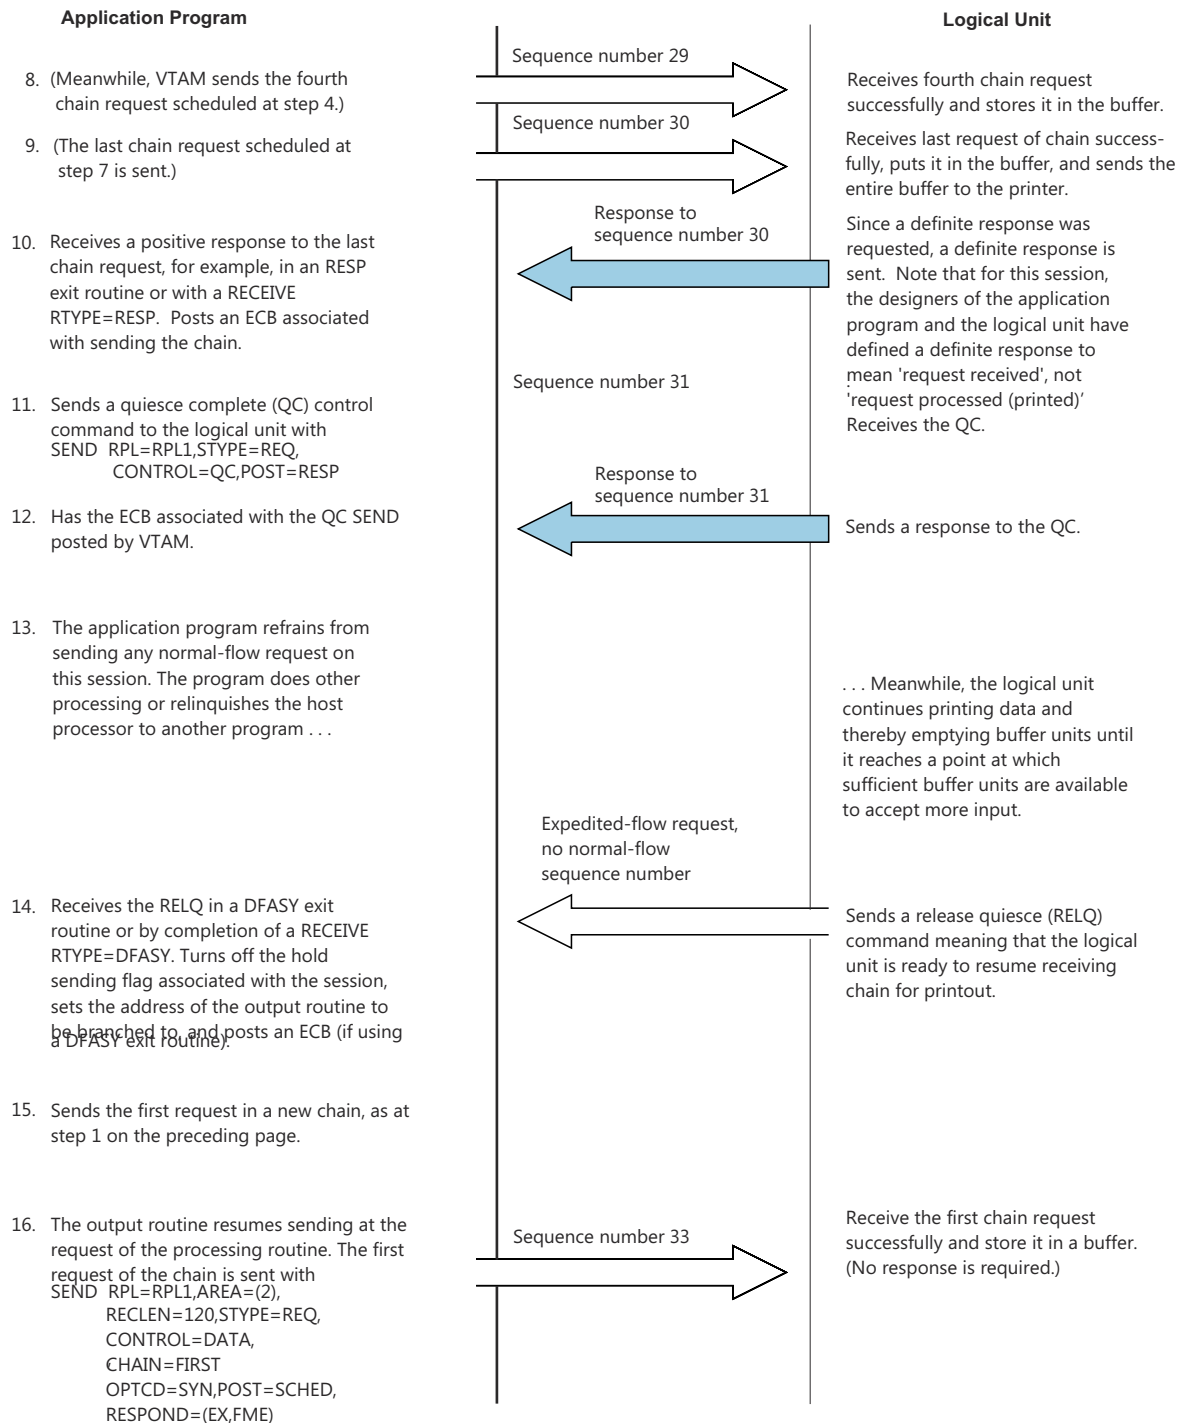 Application Program
Logical Unit
8. (Meanwhile, VTAM sends the fourth
chain request scheduled at step 4.)
Sequence number 29
Receives fourth chain request
successfully and stores it in the buffer.
9. (The last chain request scheduled at
step 7 is sent.)
Sequence number 30
Receives last request of chain success-
fully, puts it in the buffer, and sends the
entire buffer to the printer.
10. Receives a positive response to the last
chain request, for example, in an RESP
exit routine or with a RECEIVE
RTYPE=RESP. Posts an ECB associated
with sending the chain.
Response to
sequence number 30
Since a definite response was
requested, a definite response is
sent. Note that for this session,
the designers of the application
program and the logical unit have
defined a definite response to
mean 'request received', not
'request processed (printed)’
11. Sends a quiesce complete (QC) control
command to the logical unit with
SEND RPL=RPL1,STYPE=REQ,
CONTROL=QC,POST=RESP
Sequence number 31
Receives the QC.
12. Has the ECB associated with the QC SEND
posted by VTAM.
Response to
sequence number 31
Sends a response to the QC.
13. The application program refrains from
sending any normal-flow request on
this session. The program does other
processing or relinquishes the host
processor to another program . . .
. . . Meanwhile, the logical unit
continues printing data and
thereby emptying buffer units until
it reaches a point at which
sufficient buffer units are available
to accept more input.
Expedited-flow request,
no normal-flow
sequence number
14. Receives the RELQ in a DFASY exit
routine or by completion of a RECEIVE
RTYPE=DFASY. Turns off the hold
sending flag associated with the session,
sets the address of the output routine to
be branched to, and posts an ECB (if using
a DFASY exit routine).
Sends a release quiesce (RELQ)
command meaning that the logical
unit is ready to resume receiving
chain for printout.
15. Sends the first request in a new chain, as at
step 1 on the preceding page.
16. The output routine resumes sending at the
request of the processing routine. The first
request of the chain is sent with
SEND RPL=RPL1,AREA=(2),
RECLEN=120,STYPE=REQ,
CONTROL=DATA,
CHAIN=FIRST
OPTCD=SYN,POST=SCHED,
RESPOND=(EX,FME)
Sequence number 33
Receive the first chain request
successfully and store it in a buffer.
(No response is required.)